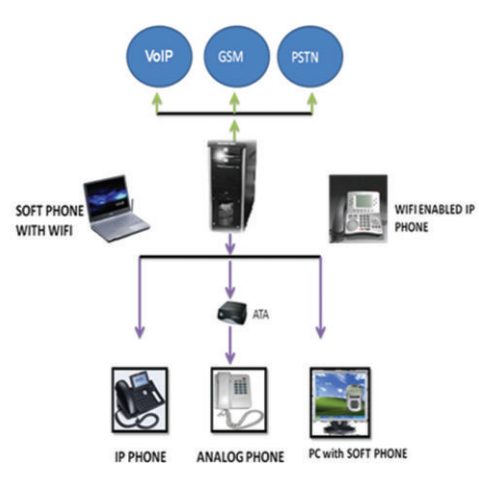 VoIP
GSM
PSTN
SOFT PHONE
WITH WIFI
WIFI ENABLED IP
PHONE
ATA
IP PHONE
ANALOG PHONE
PC with SOFT PHONE